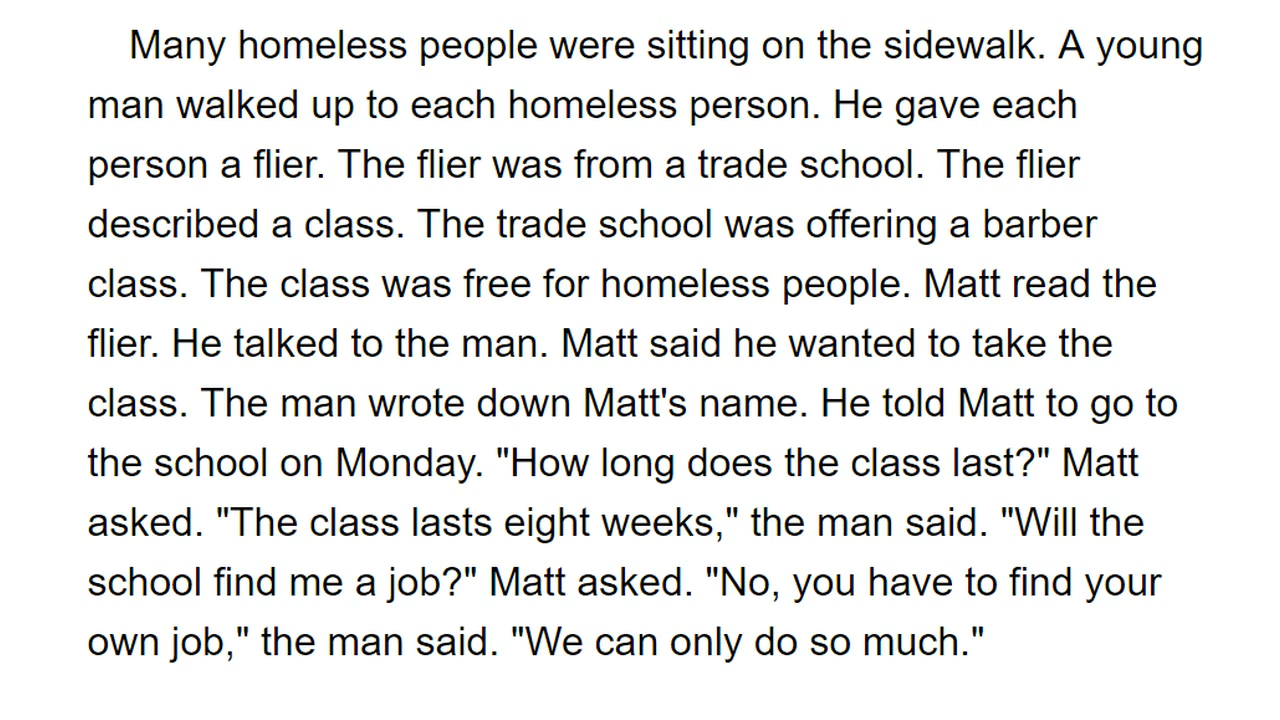 Many homeless people were sitting on the sidewalk. A young
man walked up to each homeless person. He gave each
person a flier. The flier was from a trade school. The flier
described a class. The trade school was offering a barber
class. The class was free for homeless people. Matt read the
flier. He talked to the man. Matt said he wanted to take the
class. The man wrote down Matt's name. He told Matt to go to
the school on Monday. "How long does the class last?" Matt
asked. "The class lasts eight weeks," the man said. "Will the
school find me a job?" Matt asked. "No, you have to find your
own job," the man said. "We can only do so much."